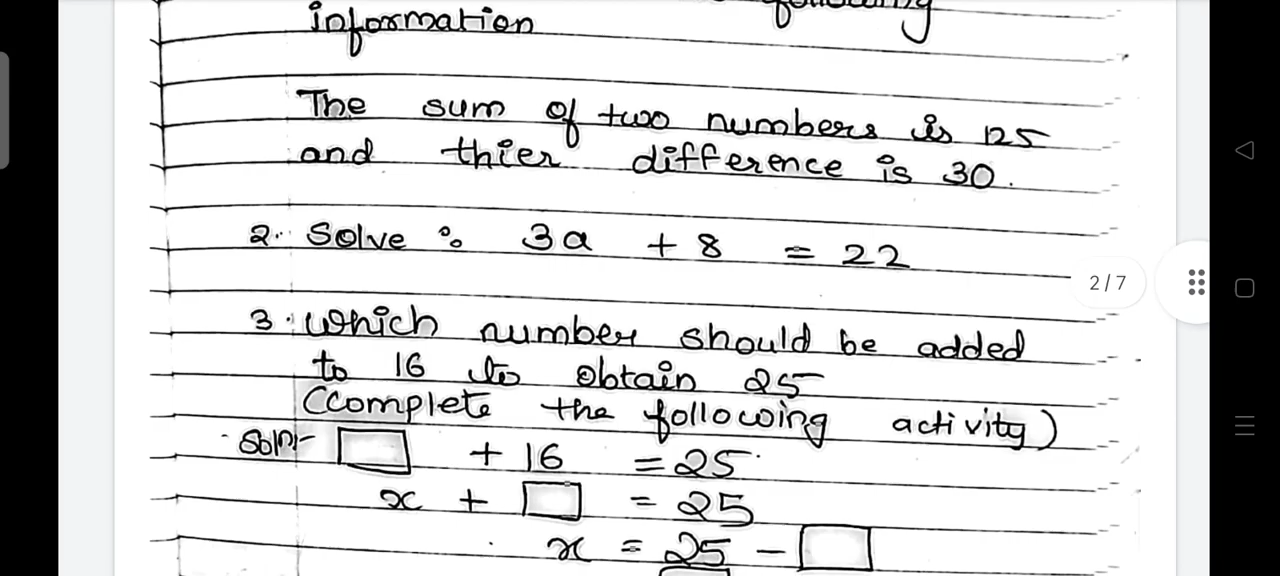 information following
The sum of two numbers is 125
and thier difference is 30.
2. Solve : 3a + 8 = 22
3. Which number should be added
to 16 to obtain 25
(Complete the following activity)
Soln:- □ + 16 = 25
x + □ = 25
x = 25 - □
2/7